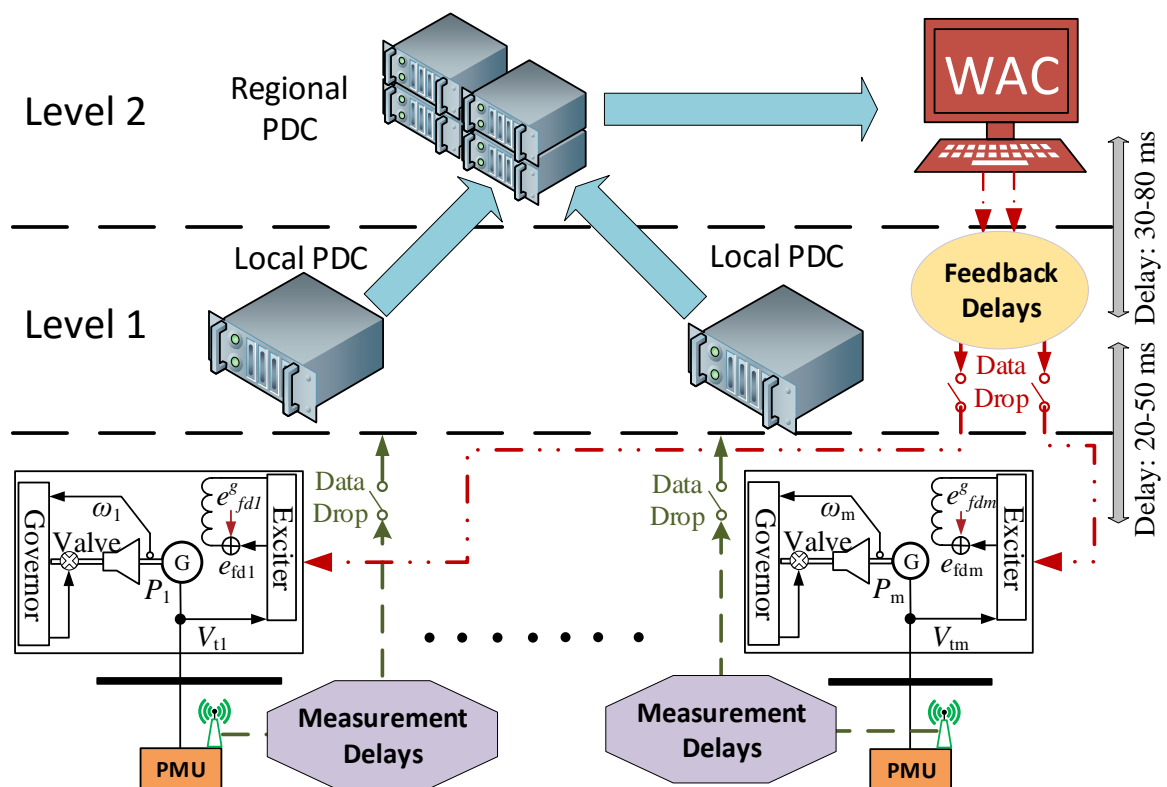 Level 2
Regional
PDC
WAC
Delay: 30-80 ms
Local PDC
Local PDC
Feedback
Delays
Level 1
Data
Drop
Delay: 20-50 ms
Governor
Valve
ω1
P1
G
e^g_fd1
efd1
Exciter
Vt1
Data
Drop
Data
Drop
Governor
Valve
ωm
Pm
G
e^g_fdm
efdm
Exciter
Vtm
Measurement
Delays
Measurement
Delays
PMU
PMU